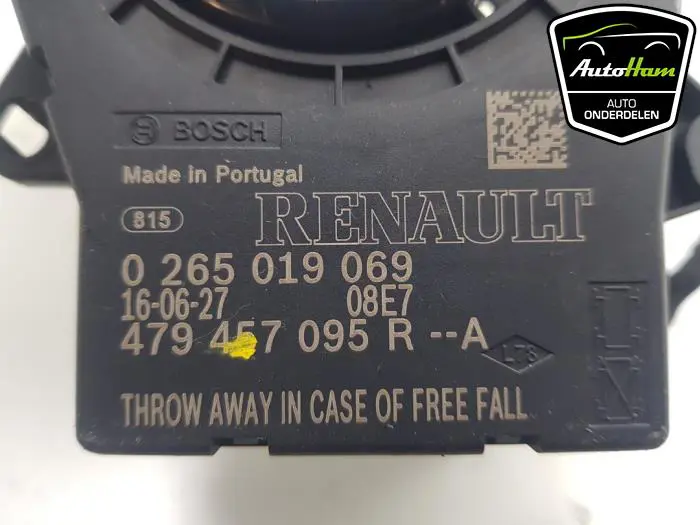 AutoHam
AUTO
ONDERDELEN
BOSCH
Made in Portugal
815
RENAULT
0 265 019 069
16-06-27 08E7
479 457 095 R --A
THROW AWAY IN CASE OF FREE FALL